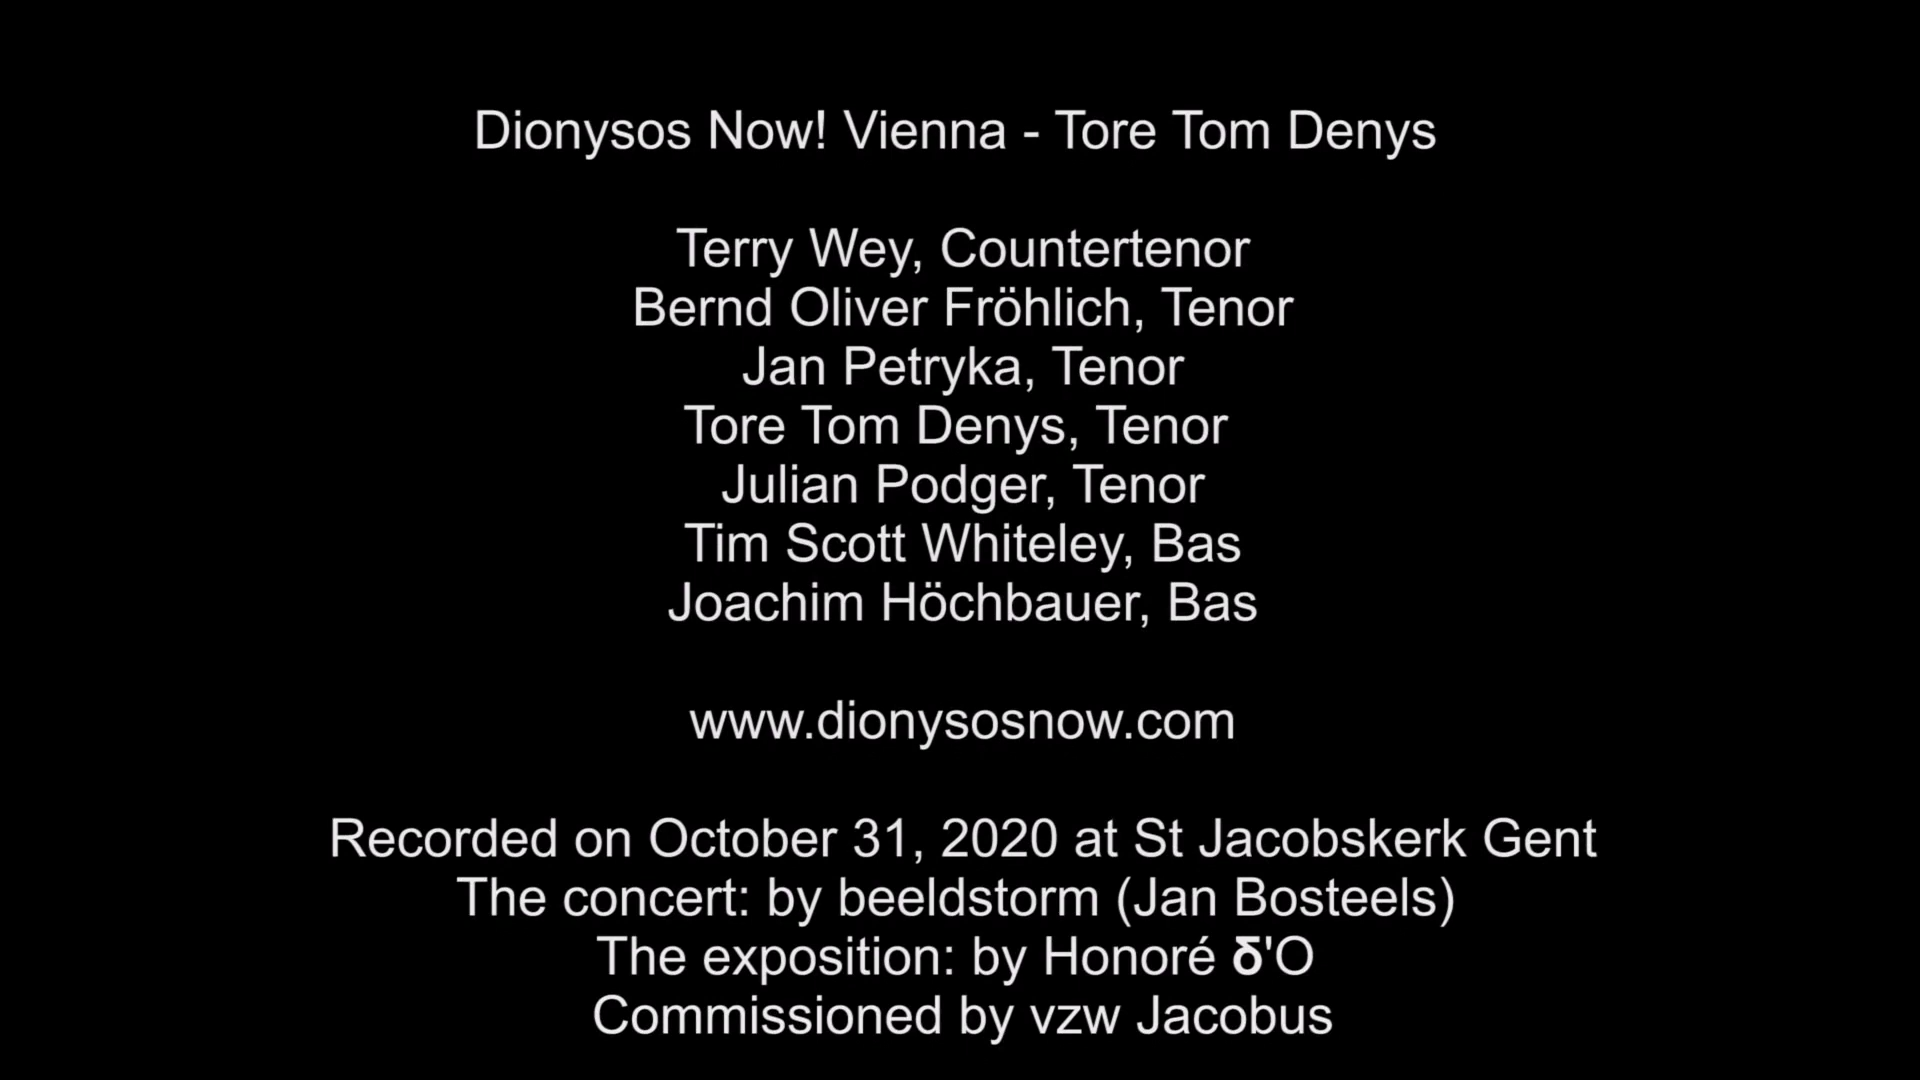 Dionysos Now! Vienna - Tore Tom Denys
Terry Wey, Countertenor
Bernd Oliver Fröhlich, Tenor
Jan Petryka, Tenor
Tore Tom Denys, Tenor
Julian Podger, Tenor
Tim Scott Whiteley, Bas
Joachim Höchbauer, Bas
www.dionysosnow.com
Recorded on October 31, 2020 at St Jacobskerk Gent
The concert: by beeldstorm (Jan Bosteels)
The exposition: by Honoré δ'O
Commissioned by vzw Jacobus